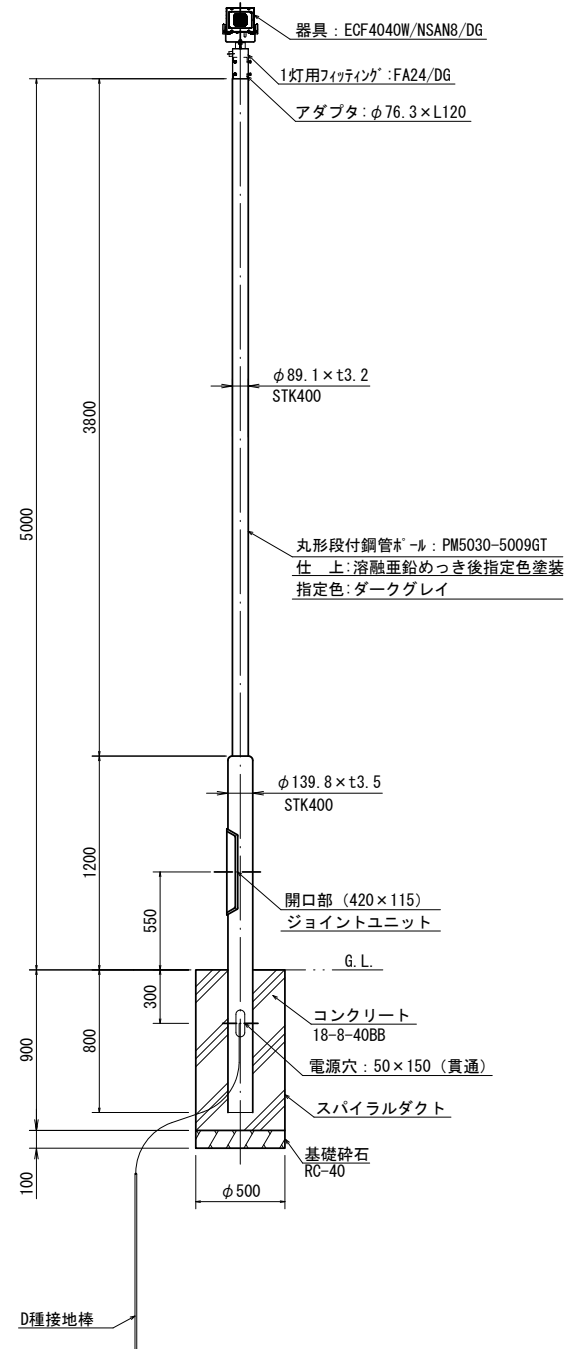 器具：ECF4040W/NSAN8/DG
1灯用ﾌｨｯﾃｨﾝｸﾞ:FA24/DG
アダプタ:φ76.3×L120
φ89.1×t3.2
STK400
3800
5000
丸形段付鋼管ﾎﾟｰﾙ：PM5030-5009GT
仕　上:溶融亜鉛めっき後指定色塗装
指定色:ダークグレイ
φ139.8×t3.5
STK400
1200
550
開口部（420×115）
ジョイントユニット
G.L.
300
コンクリート
18-8-40BB
900
800
電源穴：50×150（貫通）
スパイラルダクト
基礎砕石
RC-40
100
φ500
D種接地棒